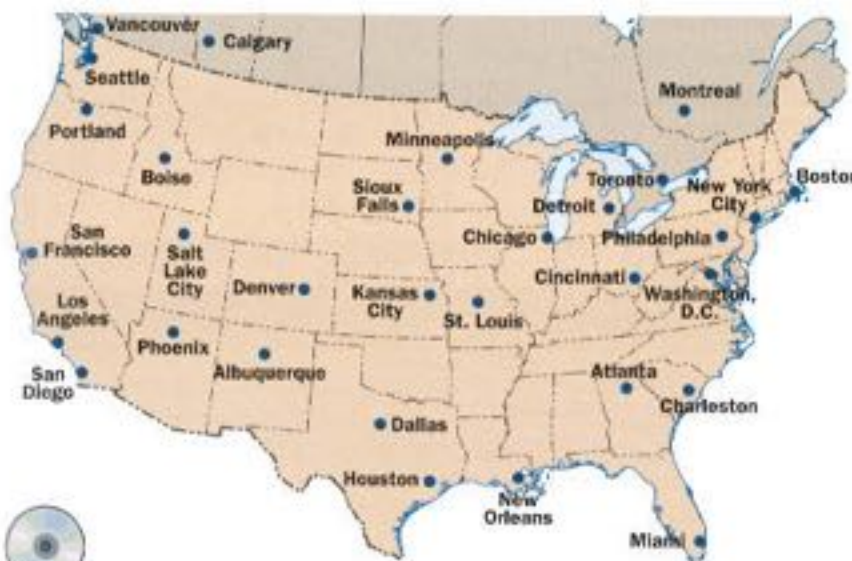 Vancouver
Calgary
Seattle
Montreal
Portland
Minneapolis
Boise
Toronto
Boston
Sioux
Falls
Detroit
New York
City
San
Francisco
Chicago
Philadelphia
Salt
Lake
City
Cincinnati
Denver
Kansas
City
Washington,
D.C.
Los
Angeles
St. Louis
Phoenix
Albuquerque
San
Diego
Atlanta
Charleston
Dallas
Houston
New
Orleans
Miami